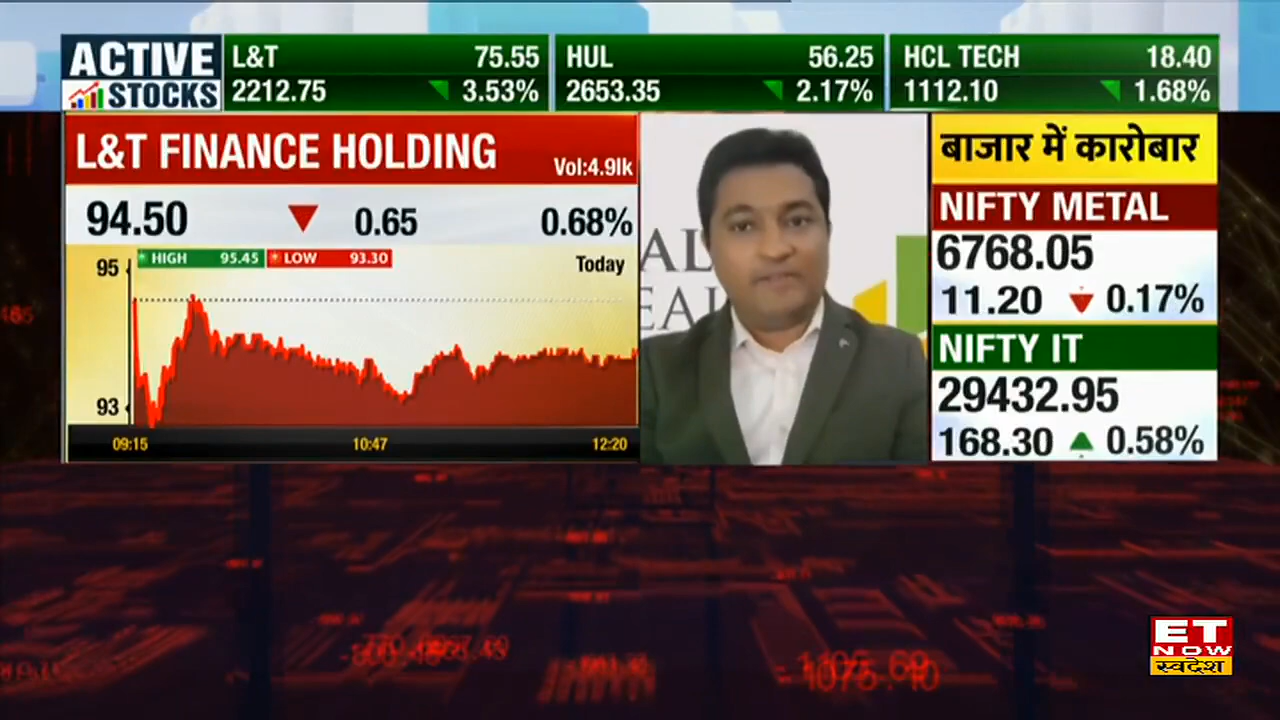 ACTIVE
STOCKS
L&T 75.55
2212.75 3.53%
HUL 56.25
2653.35 2.17%
HCL TECH 18.40
1112.10 1.68%
L&T FINANCE HOLDING Vol:4.9lk
94.50 0.65 0.68%
HIGH 95.45 LOW 93.30
Today
95
93
09:15 10:47 12:20
AL
EAL
बाजार में कारोबार
NIFTY METAL
6768.05
11.20 0.17%
NIFTY IT
29432.95
168.30 0.58%
ET
NOW
स्वदेश